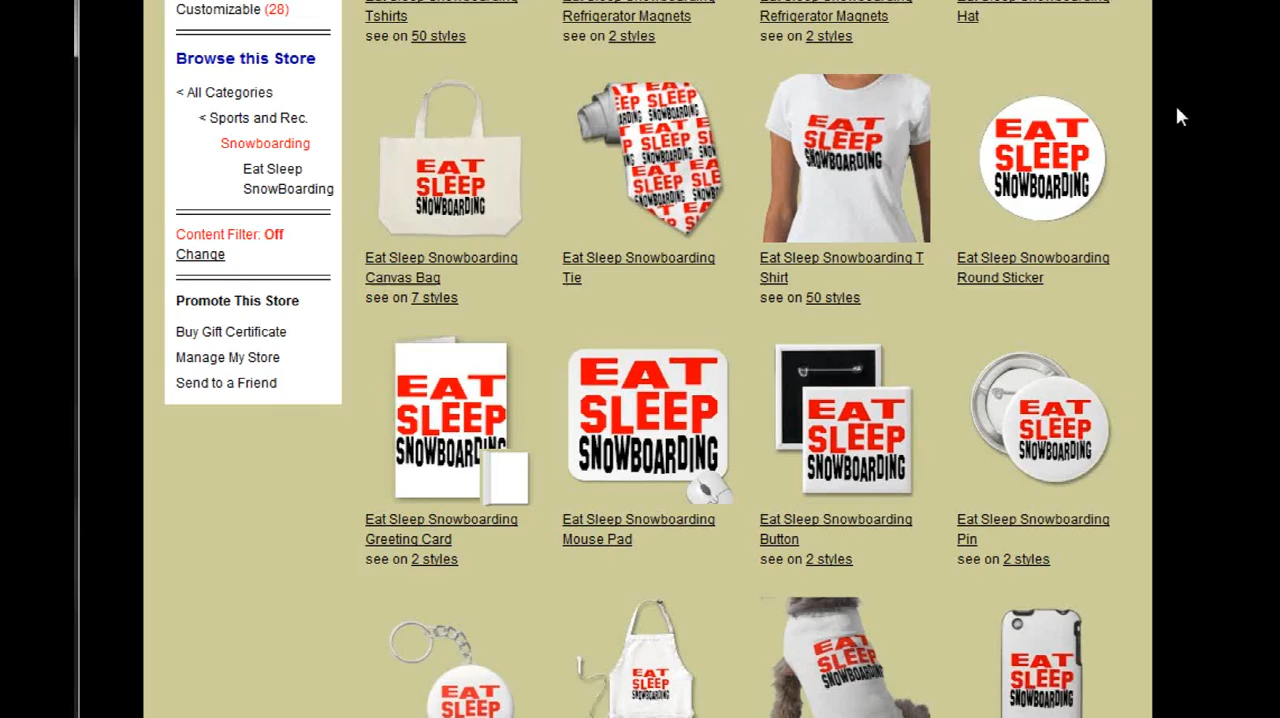 Customizable (28)
Browse this Store
< All Categories
< Sports and Rec.
Snowboarding
Eat Sleep
SnowBoarding
Content Filter: Off
Change
Promote This Store
Buy Gift Certificate
Manage My Store
Send to a Friend
Tshirts
see on 50 styles
Refrigerator Magnets
see on 2 styles
Refrigerator Magnets
see on 2 styles
Hat
EAT
SLEEP
SNOWBOARDING
Eat Sleep Snowboarding
Canvas Bag
see on 7 styles
EAT
SLEEP
SNOWBOARDING
Eat Sleep Snowboarding
Tie
EAT
SLEEP
SNOWBOARDING
Eat Sleep Snowboarding T
Shirt
see on 50 styles
EAT
SLEEP
SNOWBOARDING
Eat Sleep Snowboarding
Round Sticker
EAT
SLEEP
SNOWBOARDING
Eat Sleep Snowboarding
Greeting Card
see on 2 styles
EAT
SLEEP
SNOWBOARDING
Eat Sleep Snowboarding
Mouse Pad
EAT
SLEEP
SNOWBOARDING
Eat Sleep Snowboarding
Button
see on 2 styles
EAT
SLEEP
SNOWBOARDING
Eat Sleep Snowboarding
Pin
see on 2 styles
EAT
SLEEP
EAT
SLEEP
SNOWBOARDING
EAT
SLEEP
SNOWBOARDING
EAT
SLEEP
SNOWBOARDING